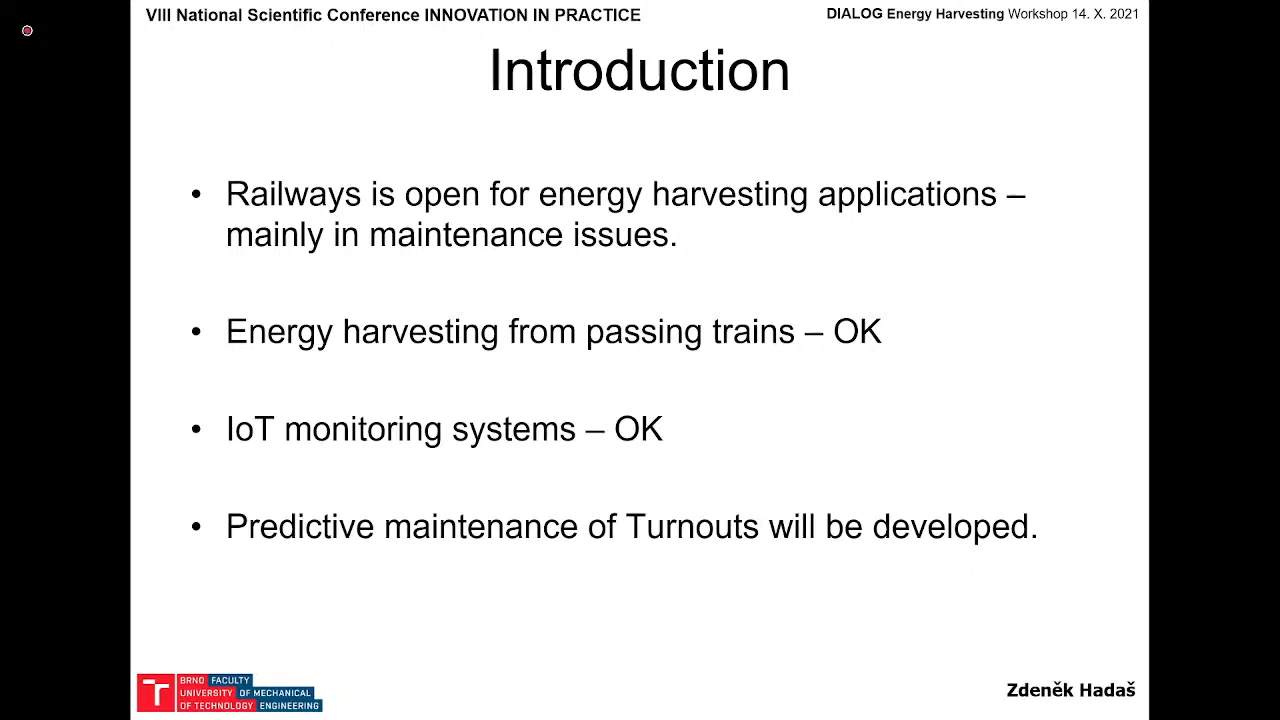 VIII National Scientific Conference INNOVATION IN PRACTICE
DIALOG Energy Harvesting Workshop 14. X. 2021
Introduction
• Railways is open for energy harvesting applications –
mainly in maintenance issues.
• Energy harvesting from passing trains – OK
• IoT monitoring systems – OK
• Predictive maintenance of Turnouts will be developed.
T BRNO FACULTY
UNIVERSITY OF MECHANICAL
OF TECHNOLOGY ENGINEERING
Zdeněk Hadaš